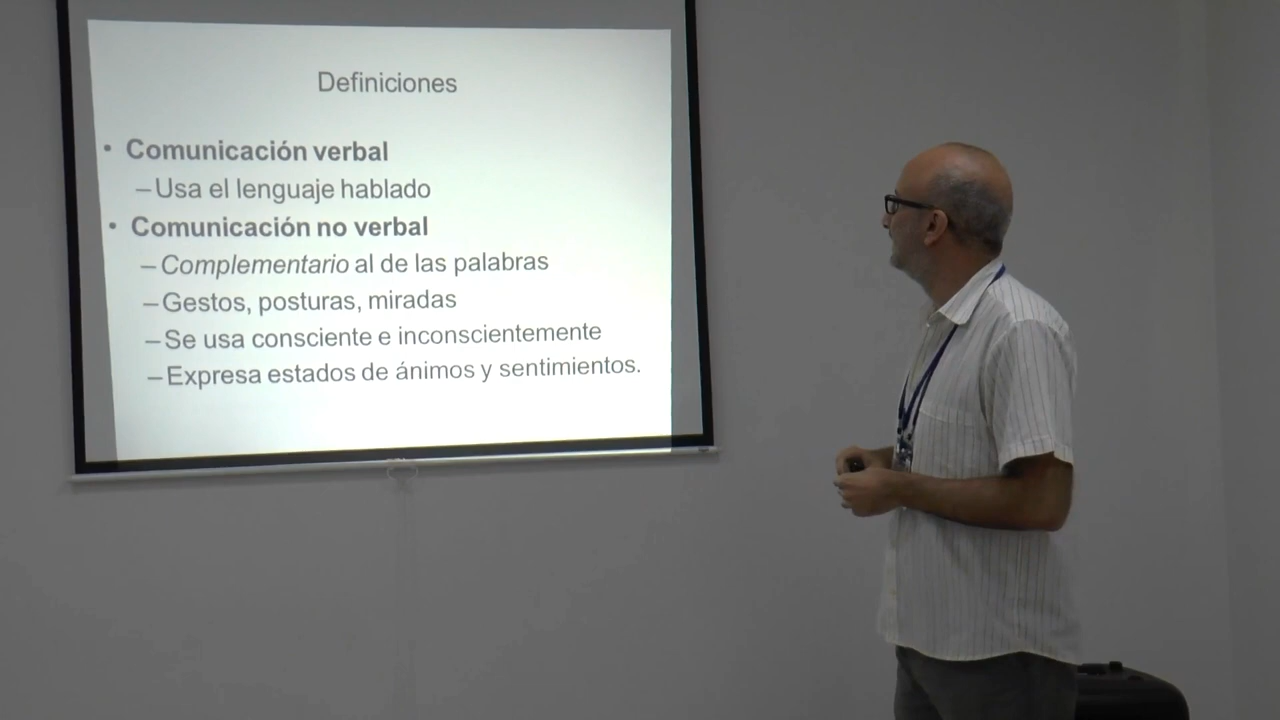 Definiciones
• Comunicación verbal
– Usa el lenguaje hablado
• Comunicación no verbal
– Complementario al de las palabras
– Gestos, posturas, miradas
– Se usa consciente e inconscientemente
– Expresa estados de ánimos y sentimientos.